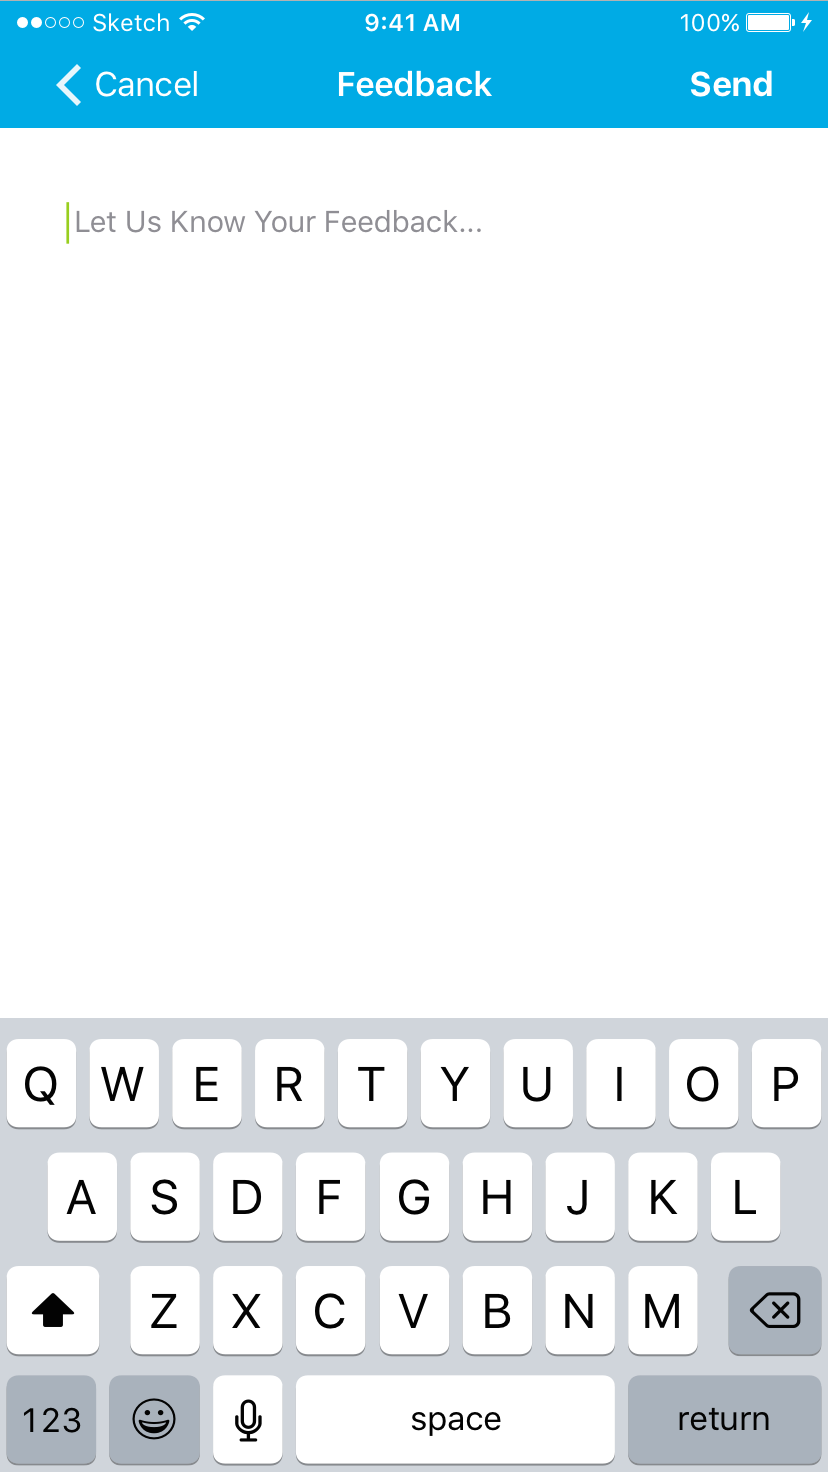 Sketch 9:41 AM 100%
Cancel Feedback Send
Let Us Know Your Feedback...
Q W E R T Y U I O P
A S D F G H J K L
Z X C V B N M
123 space return